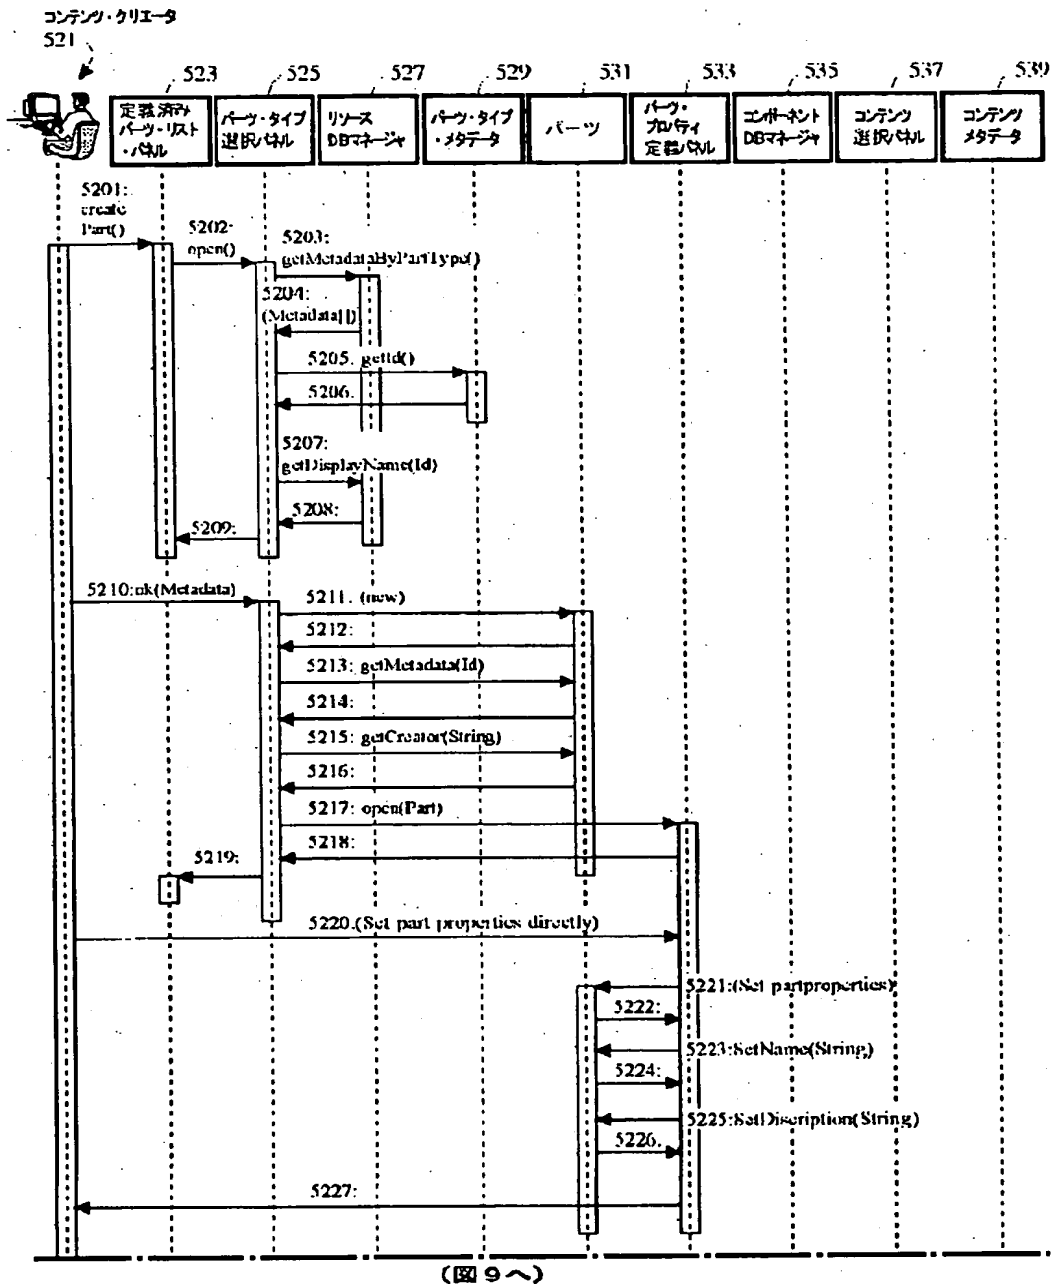 コンテンツ・クリエータ
521
523 525 527 529 531 533 535 537 539
定義済み
パーツ・リスト
・パネル
パーツ・タイプ
選択パネル
リソース
DBマネージャ
パーツ・タイプ
・メタデータ
パーツ
パーツ・
プロパティ
定義パネル
コンポーネント
DBマネージャ
コンテンツ
選択パネル
コンテンツ
メタデータ
5201:
create
Part()
5202:
open()
5203:
getMetadataByPartType()
5204:
(Metadata[])
5205. getId()
5206.
5207:
getDisplayName(Id)
5208:
5209:
5210:ok(Metadata)
5211. (new)
5212:
5213: getMetadata(Id)
5214:
5215: getCreator(String)
5216:
5217: open(Part)
5218:
5219:
5220.(Set part properties directly)
5221:(Set partproperties)
5222:
5223:SetName(String)
5224:
5225:SetDiscription(String)
5226.
5227:
(図9へ)